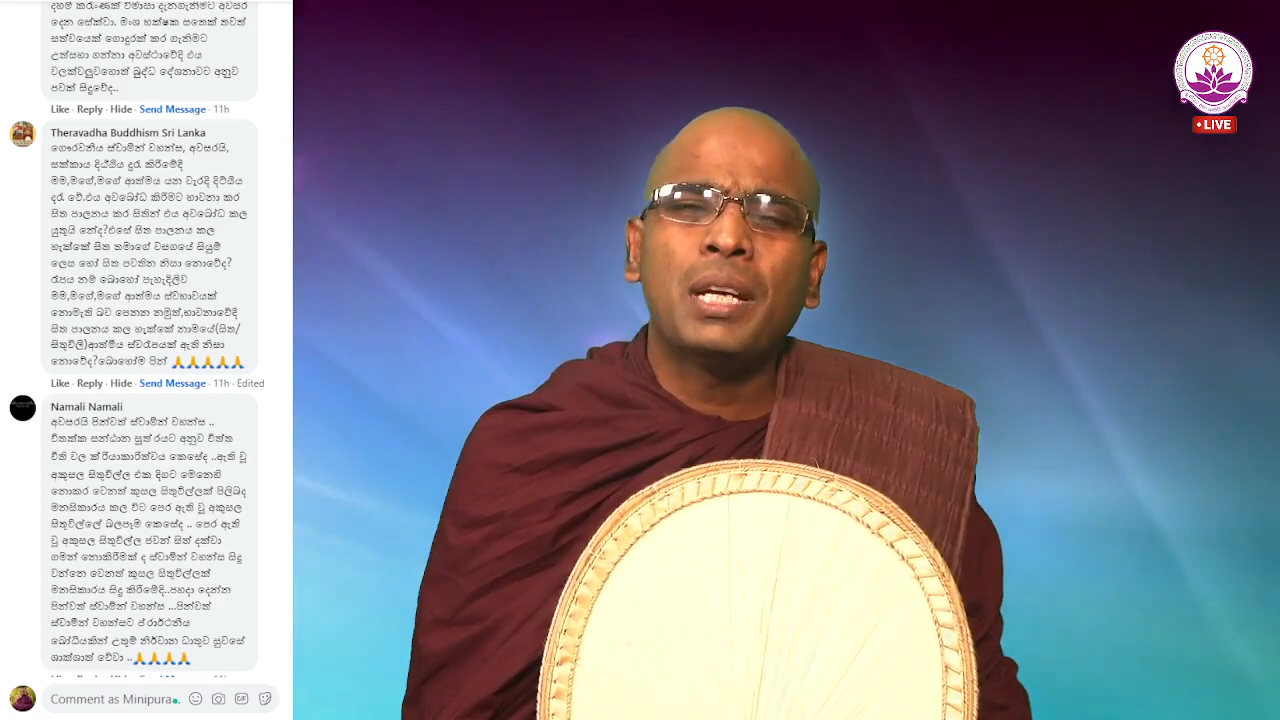 දහම් කරුණක් විමසා දැනගැනීමට අවසර
දෙන සේක්වා. මංශ භක්ෂක සතෙක් තවත්
සත්වයෙක් ගොදුරක් කර ගැනිමට
උත්සහා ගන්නා අවස්ථාවේදි එය
වලක්වලුවහොත් බුද්ධ දේශනාවට අනුව
පවක් සිදුවේද..
Like · Reply · Hide · Send Message · 11h
Theravadha Buddhism Sri Lanka
ගෞරවනීය ස්වාමීන් වහන්ස, අවසරයි,
සක්කාය දිඨ්ඨිය දුරු කිරීමේදී
මම,මගේ,මගේ ආත්මය යන වැරදි දිට්ඨිය
දුරු වේ.එය අවබෝධ කිරීමට භාවනා කර
සිත පාලනය කර සිතින් එය අවබෝධ කල
යුතුයි නේද?එසේ සිත පාලනය කල
හැක්කේ සිත තමාගේ වසගයේ සියුම්
ලෙස හෝ සිත පවතින නිසා නොවේද?
රූපය නම් බොහෝ පැහැදිලිව
මම,මගේ,මගේ ආත්මය ස්වභාවයක්
නොමැති බව පෙනන නමුත්,භාවනාවේදී
සිත පාලනය කල හැක්කේ නාමයේ(සිත/
සිතුවිලි)ආත්මීය ස්වරූපයක් ඇති නිසා
නොවේද?බොහෝම පින් 🙏🙏🙏🙏🙏
Like · Reply · Hide · Send Message · 11h · Edited
Namali Namali
අවසරයි පින්වත් ස්වාමීන් වහන්ස ..
විතක්ක සන්ඨාන සූත් රයට අනුව චිත්ත
වීති වල ක් රියාකාරීත්වය කෙසේද ..ඇති වූ
අකුසල සිතුවිල්ල එක දිගට මෙනෙහි
නොකර වෙනත් කුසල සිතුවිල්ලක් පිලිබද
මනසිකාරය කල විට පෙර ඇති වූ අකුසල
සිතුවිල්ලේ බලපෑම කෙසේද .. පෙර ඇති
වූ අකුසල සිතුවිල්ල ජවන් සිත් දක්වා
ගමන් නොකිරීමක් ද ස්වාමීන් වහන්ස සිදු
වන්නෙ වෙනත් කුසල සිතුවිල්ලක්
මනසිකාරය සිදු කිරීමේදි..පහදා දෙන්න
පින්වත් ස්වාමීන් වහන්ස ...පින්වත්
ස්වාමීන් වහන්සට ප් රාර්ථනීය
බෝධියකින් උතුම් නිර්වාන ධාතුව සුවසේ
ශාක්ශාත් වේවා ..🙏🙏🙏🙏
Comment as Minipura
GIF
• LIVE